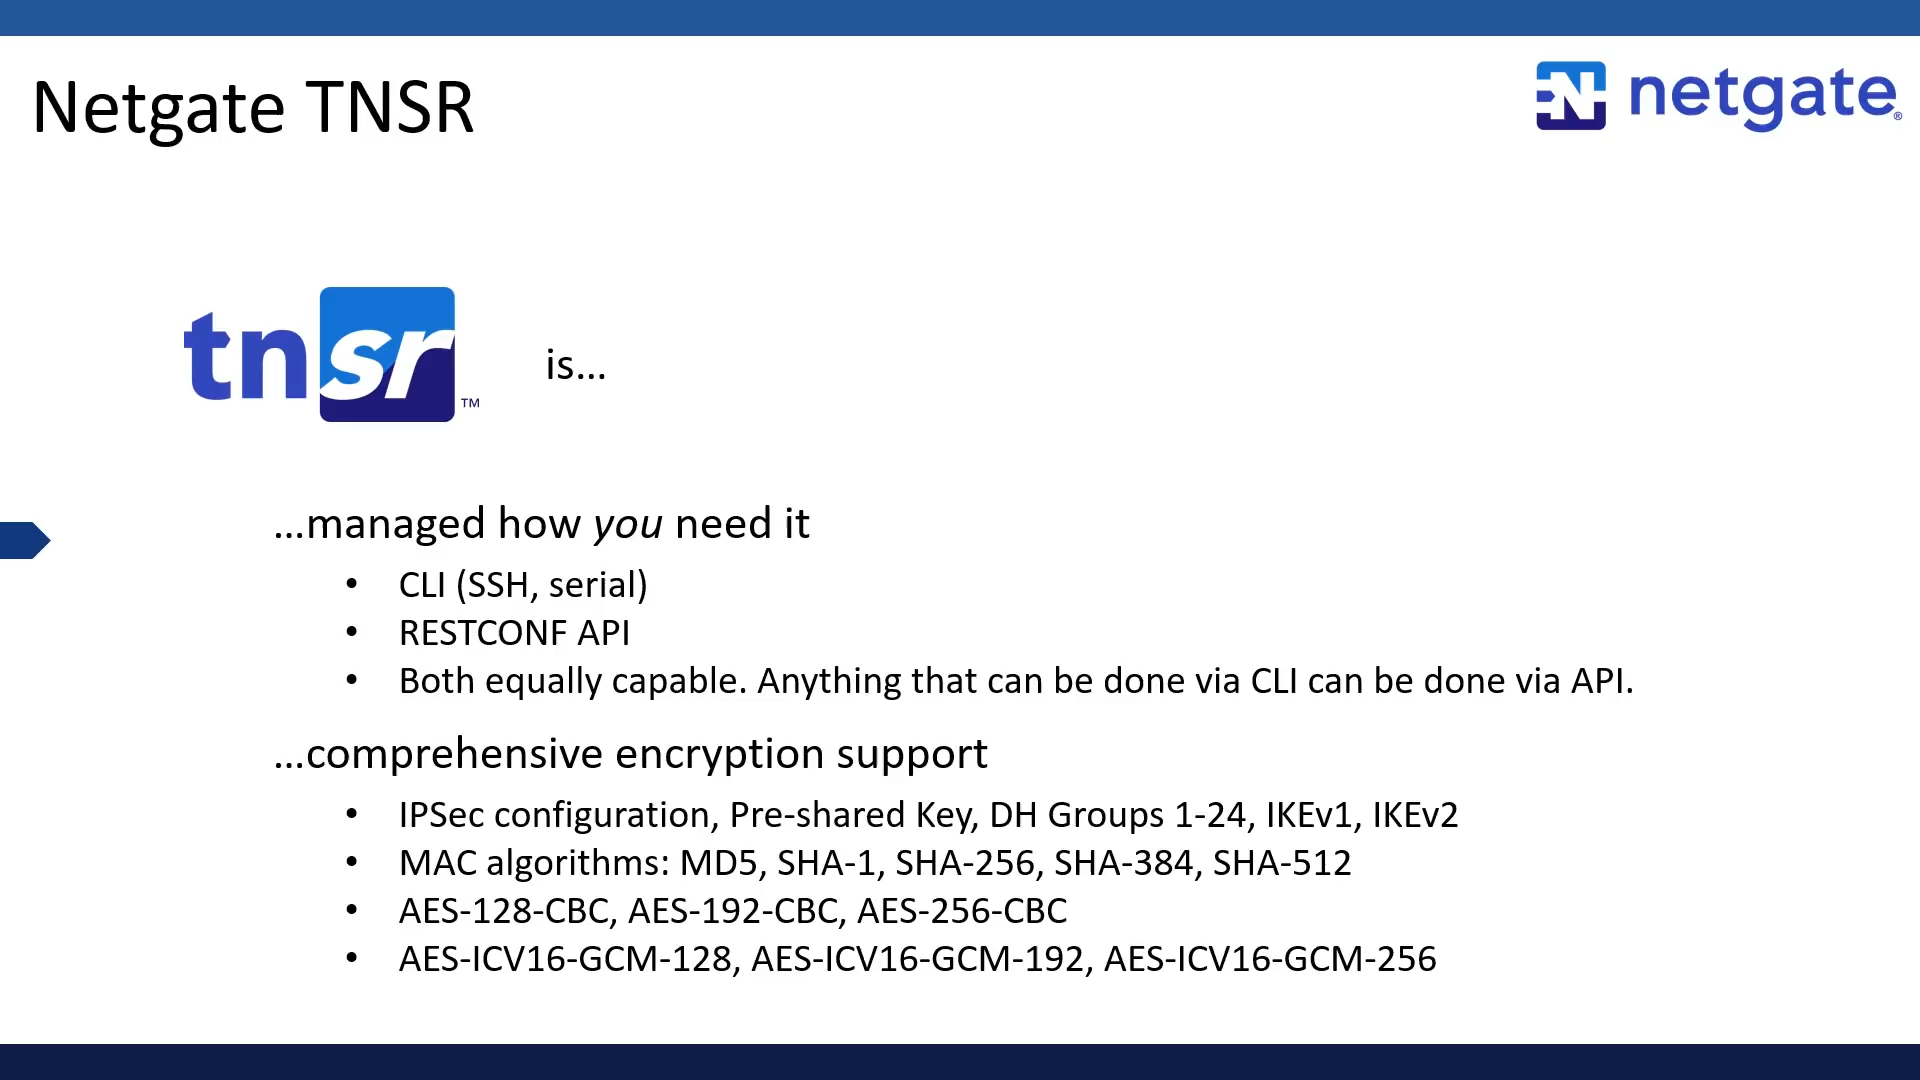 Netgate TNSR
netgate®
tnsr™ is...
...managed how you need it
• CLI (SSH, serial)
• RESTCONF API
• Both equally capable. Anything that can be done via CLI can be done via API.
...comprehensive encryption support
• IPSec configuration, Pre-shared Key, DH Groups 1-24, IKEv1, IKEv2
• MAC algorithms: MD5, SHA-1, SHA-256, SHA-384, SHA-512
• AES-128-CBC, AES-192-CBC, AES-256-CBC
• AES-ICV16-GCM-128, AES-ICV16-GCM-192, AES-ICV16-GCM-256